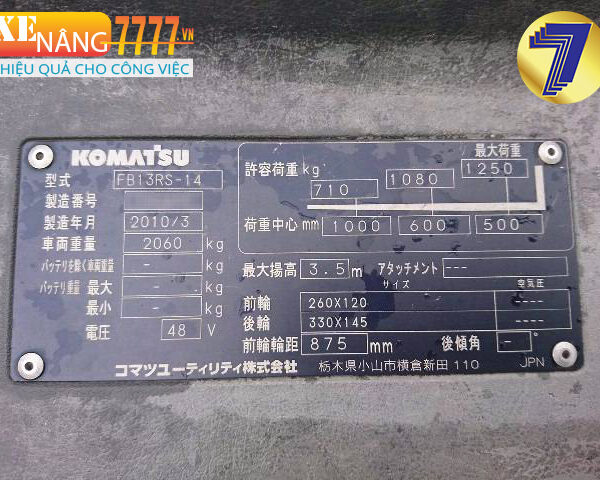 XE
NÂNG7777.VN
HIỆU QUẢ CHO CÔNG VIỆC
7
KOMATSU
型式 FB13RS-14
製造番号
製造年月 2010/3
車両重量 2060 kg
バッテリを除く車両重量 - kg
バッテリ重量 最大 - kg
最小 - kg
電圧 48 V
許容荷重 kg 710 1080 1250 最大荷重
荷重中心 mm 1000 600 500
最大揚高 3.5 m アタッチメント ---
サイズ 空気圧
前輪 260X120 ----
後輪 330X145 ----
前輪輪距 875 mm 後傾角 - °
コマツユーティリティ株式会社 栃木県小山市横倉新田110 JPN